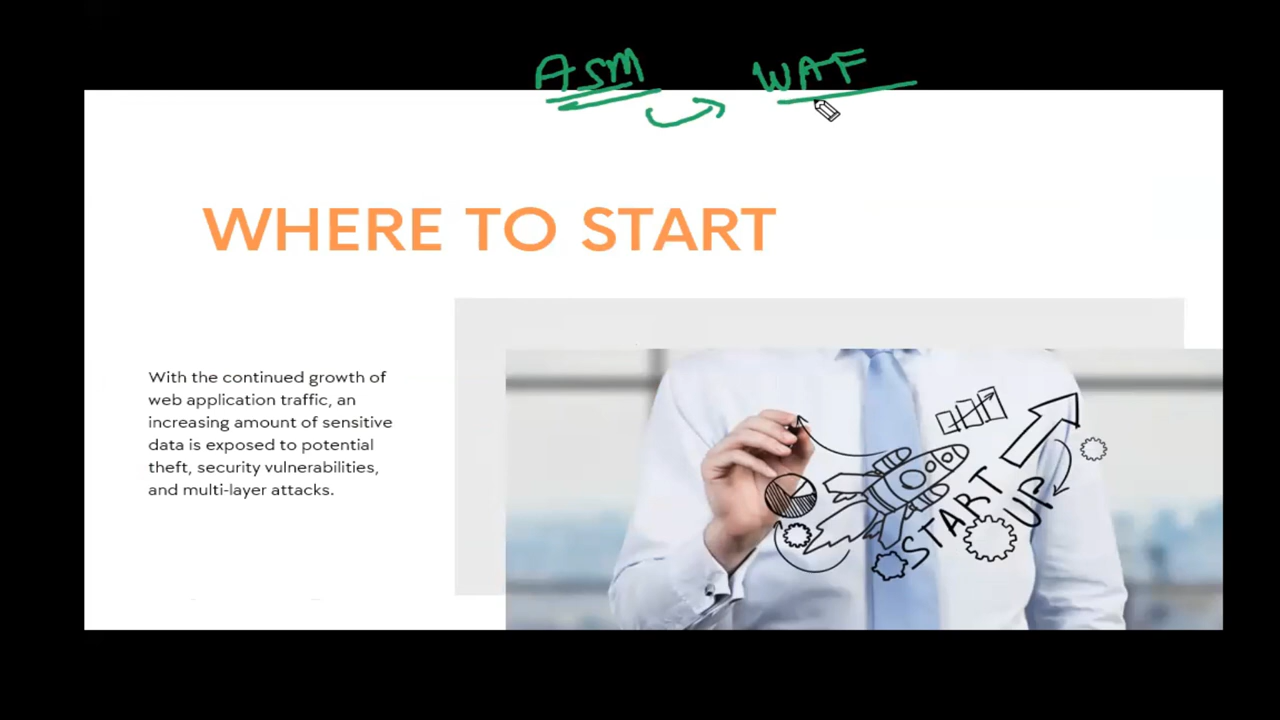 ASM WAF
WHERE TO START
With the continued growth of
web application traffic, an
increasing amount of sensitive
data is exposed to potential
theft, security vulnerabilities,
and multi-layer attacks.
START
UP